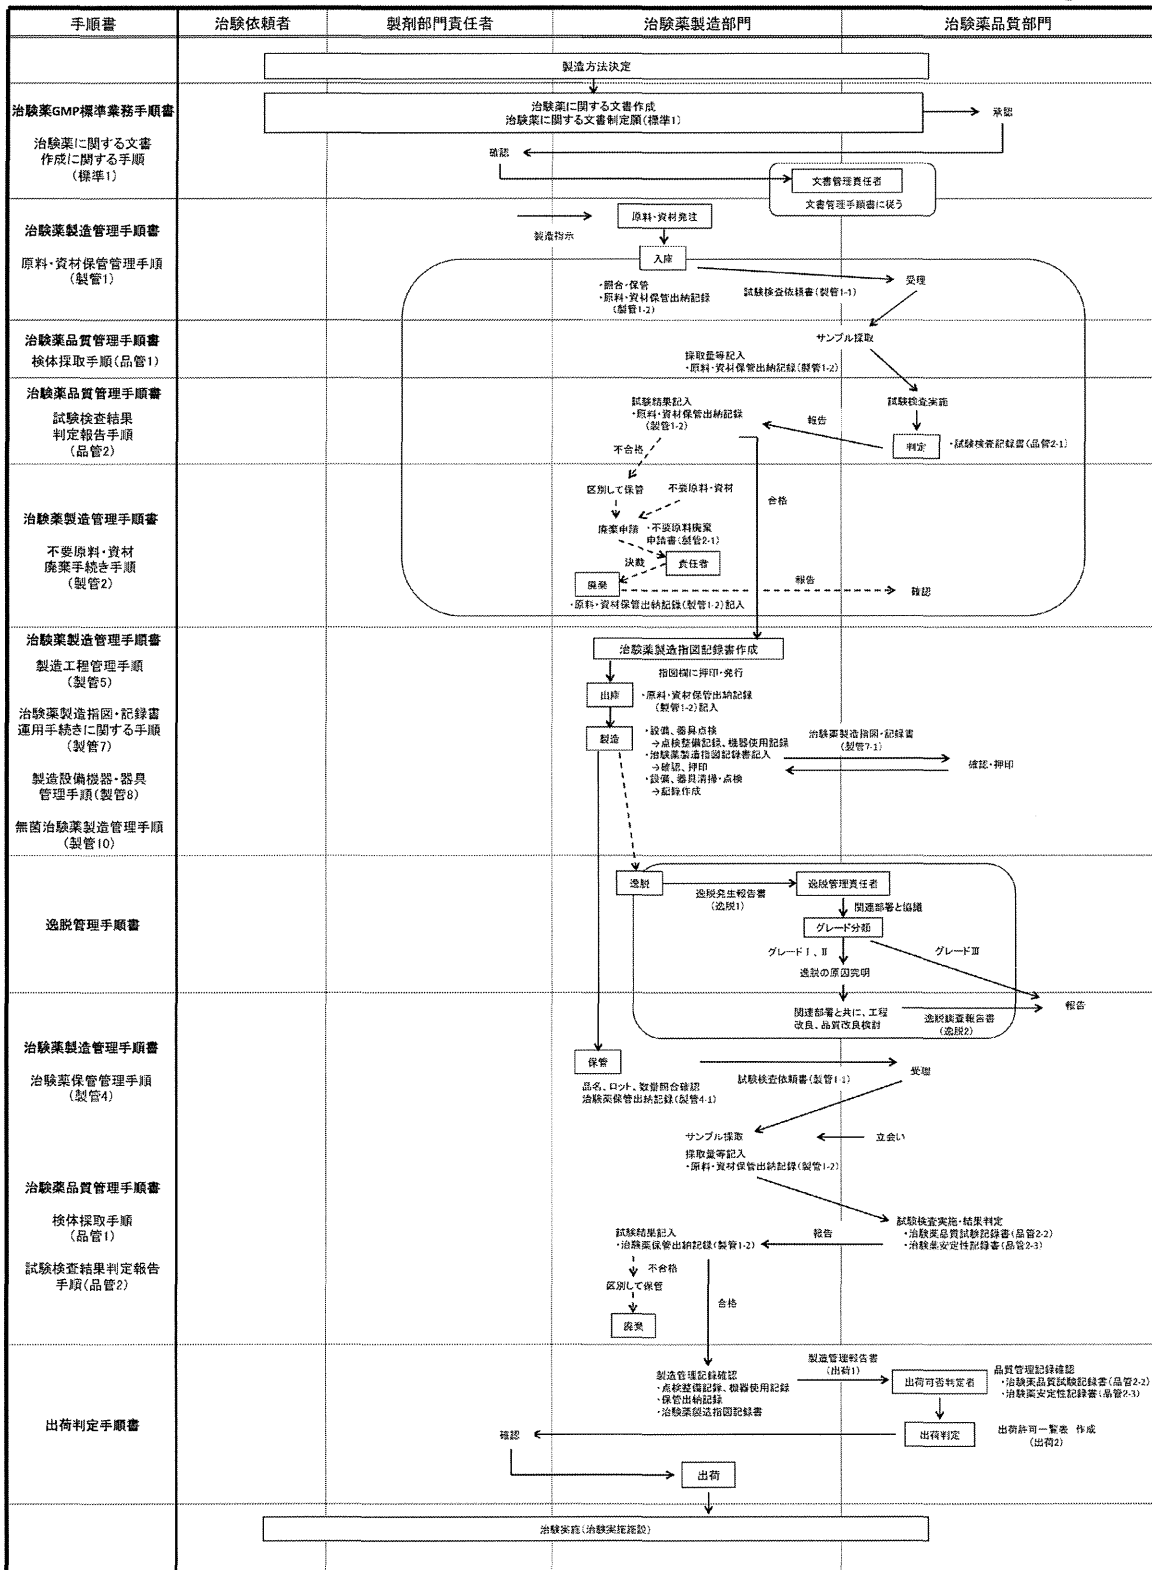 手順書
治験依頼者
製剤部門責任者
治験薬製造部門
治験薬品質部門
製造方法決定
治験薬GMP標準業務手順書
治験薬に関する文書
作成に関する手順
(標準1)
治験薬に関する文書作成
治験薬に関する文書制定願(標準1)
承認
確認
文書管理責任者
文書管理手順書に従う
治験薬製造管理手順書
原料・資材保管管理手順
(製管1)
製造指示
原料・資材発注
入庫
・照合・保管
・原料・資材保管出納記録
(製管1-2)
試験検査依頼書(製管1-1)
受理
治験薬品質管理手順書
検体採取手順(品管1)
サンプル採取
採取量等記入
・原料・資材保管出納記録(製管1-2)
治験薬品質管理手順書
試験検査結果
判定報告手順
(品管2)
試験検査実施
試験結果記入
・原料・資材保管出納記録
(製管1-2)
報告
判定
・試験検査記録書(品管2-1)
不合格
合格
治験薬製造管理手順書
不要原料・資材
廃棄手続き手順
(製管2)
区別して保管
不要原料・資材
廃棄申請
・不要原料廃棄
申請書(製管2-1)
決裁
責任者
廃棄
報告
確認
・原料・資材保管出納記録(製管1-2)記入
治験薬製造管理手順書
製造工程管理手順
(製管5)
治験薬製造指図・記録書
運用手続きに関する手順
(製管7)
製造設備機器・器具
管理手順(製管8)
無菌治験薬製造管理手順
(製管10)
治験薬製造指図記録書作成
指図欄に押印・発行
出庫
・原料・資材保管出納記録
(製管1-2)記入
製造
・設備、器具点検
→点検整備記録、機器使用記録
・治験薬製造指図記録書記入
→確認、押印
・設備、器具清掃・点検
→記録作成
治験薬製造指図・記録書
(製管7-1)
確認・押印
逸脱管理手順書
逸脱
逸脱発生報告書
(逸脱1)
逸脱管理責任者
関連部署と協議
グレード分類
グレードⅠ、Ⅱ
グレードⅢ
逸脱の原因究明
関連部署と共に、工程
改良、品質改良検討
逸脱調査報告書
(逸脱2)
報告
治験薬製造管理手順書
治験薬保管管理手順
(製管4)
保管
品名、ロット、数量照合確認
治験薬保管出納記録(製管4-1)
試験検査依頼書(製管1-1)
受理
サンプル採取
立会い
採取量等記入
・原料・資材保管出納記録(製管1-2)
治験薬品質管理手順書
検体採取手順
(品管1)
試験検査結果判定報告
手順(品管2)
試験検査実施・結果判定
・治験薬品質試験記録書(品管2-2)
・治験薬安定性記録書(品管2-3)
報告
試験結果記入
・治験薬保管出納記録(製管1-2)
不合格
区別して保管
廃棄
合格
出荷判定手順書
製造管理記録確認
・点検整備記録、機器使用記録
・保管出納記録
・治験薬製造指図記録書
製造管理報告書
(出荷1)
出荷可否判定者
品質管理記録確認
・治験薬品質試験記録書(品管2-2)
・治験薬安定性記録書(品管2-3)
出荷判定
出荷許可一覧表 作成
(出荷2)
確認
出荷
治験実施(治験実施施設)